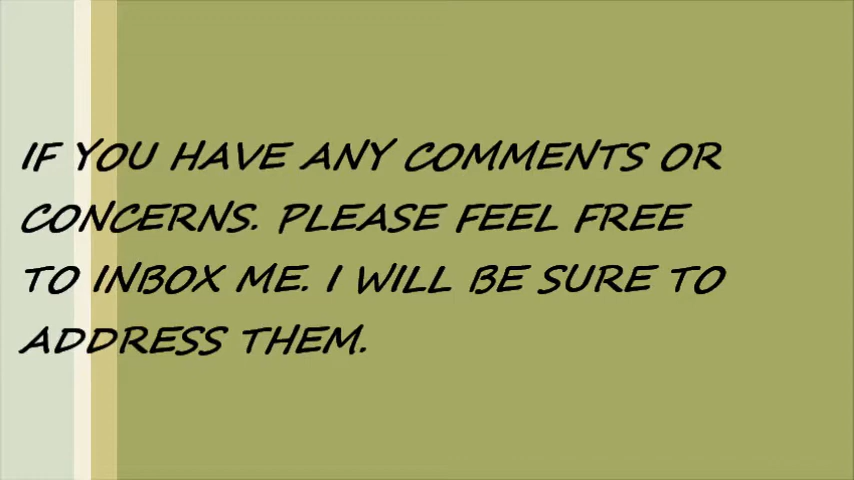 IF YOU HAVE ANY COMMENTS OR
CONCERNS. PLEASE FEEL FREE
TO INBOX ME. I WILL BE SURE TO
ADDRESS THEM.